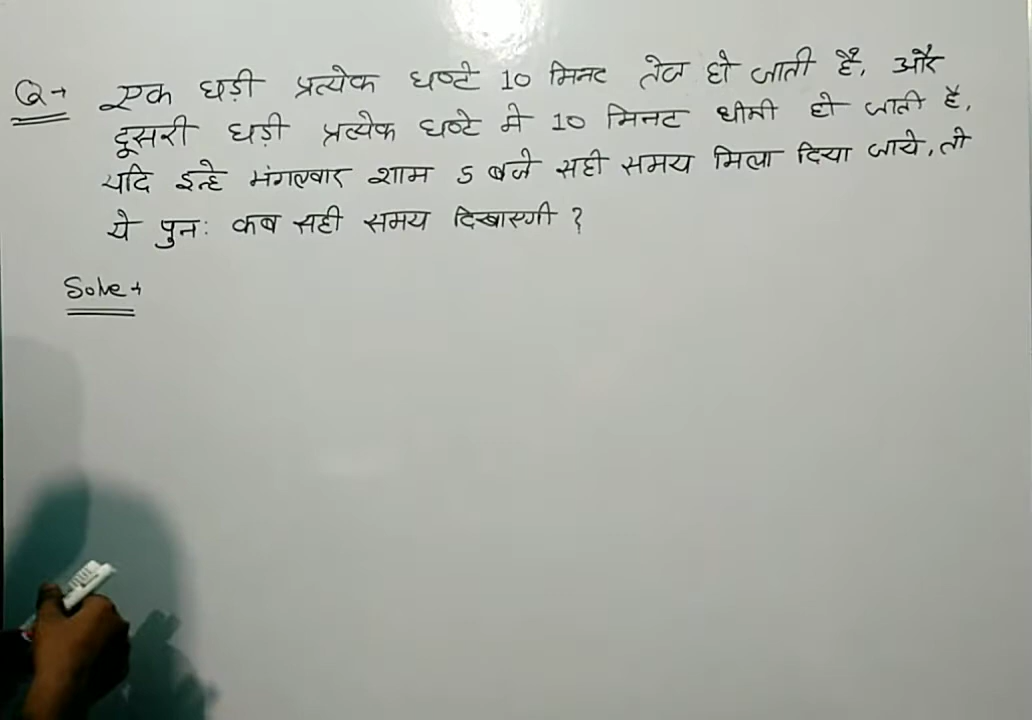 Q→ एक घड़ी प्रत्येक घण्टे 10 मिनट तेज हो जाती है, और
दूसरी घड़ी प्रत्येक घण्टे मे 10 मिनट धीमी हो जाती है,
यदि इन्हे मंगलवार शाम 5 बजे सही समय मिला दिया जाये, तो
ये पुनः कब सही समय दिखाएगी ?
Solve→